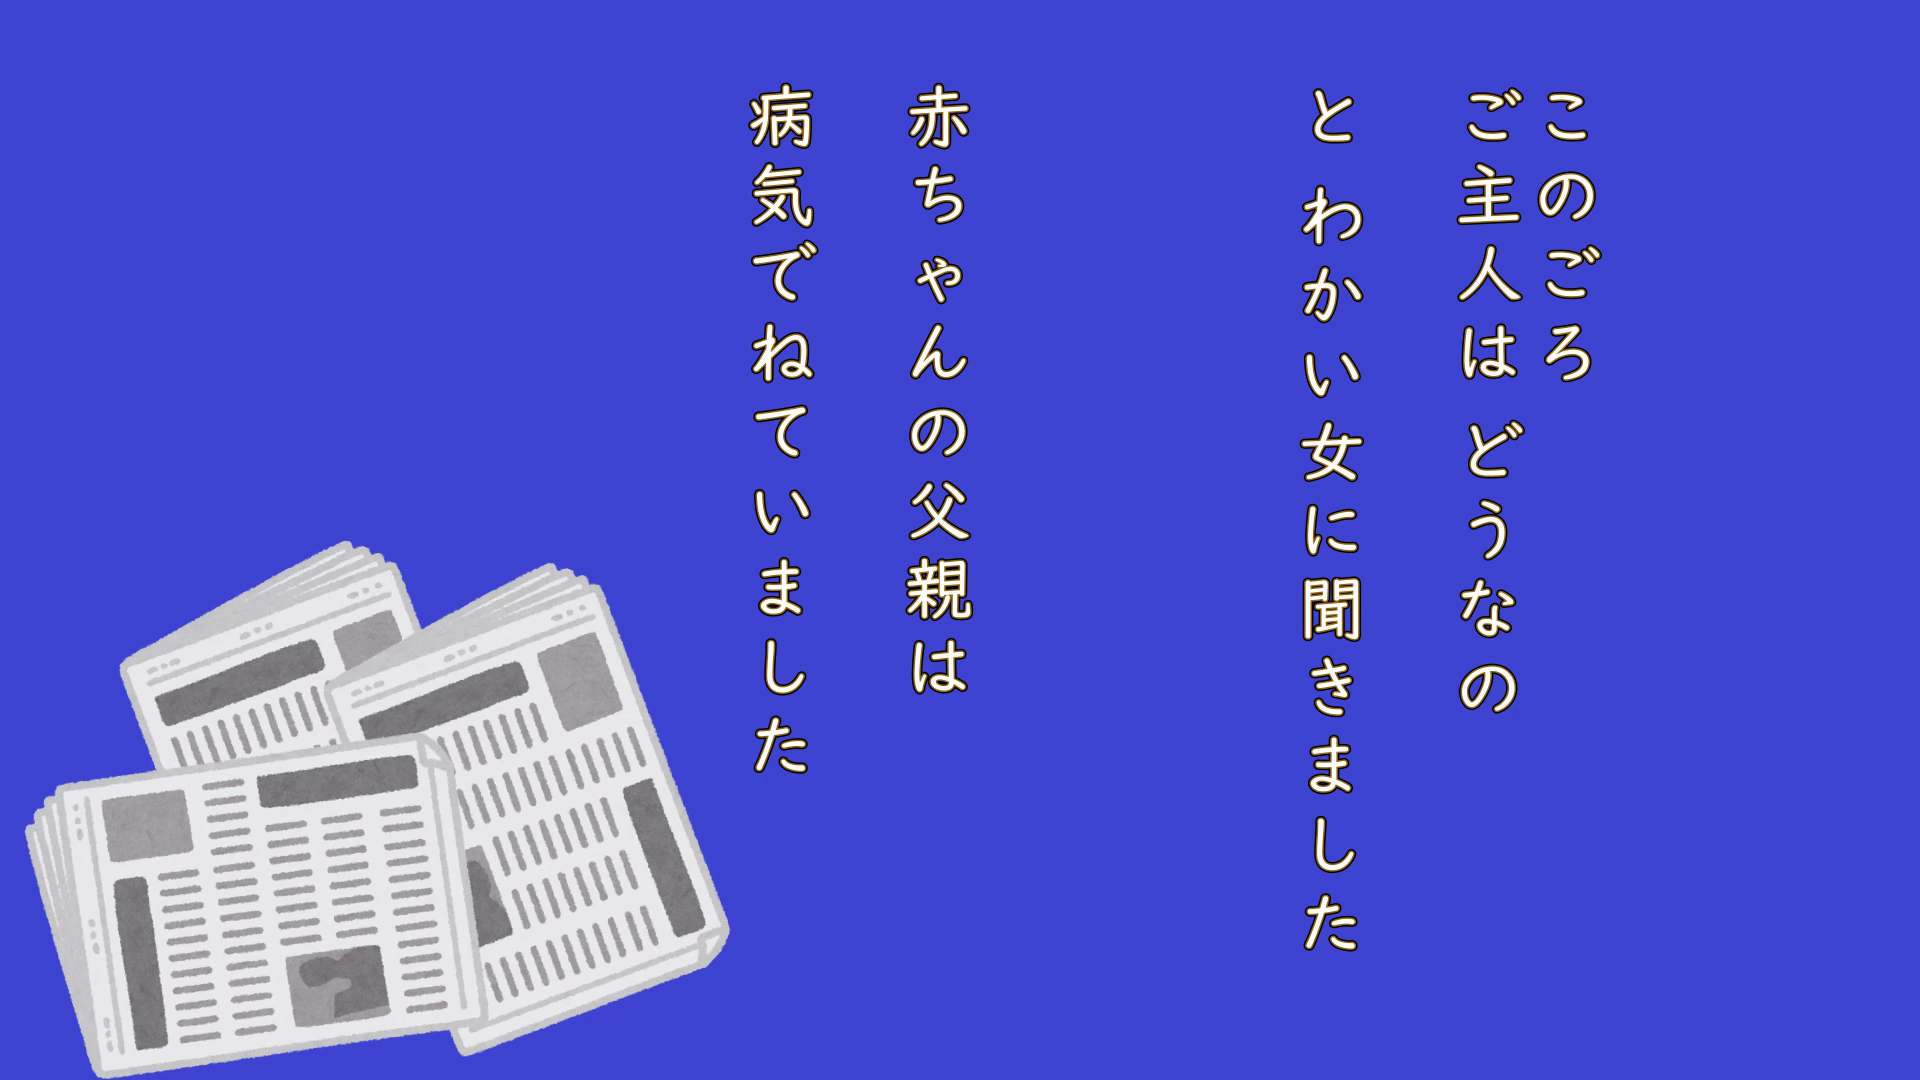 このごろ
ご主人は どうなの
と わかい女に聞きました
赤ちゃんの父親は
病気でねていました